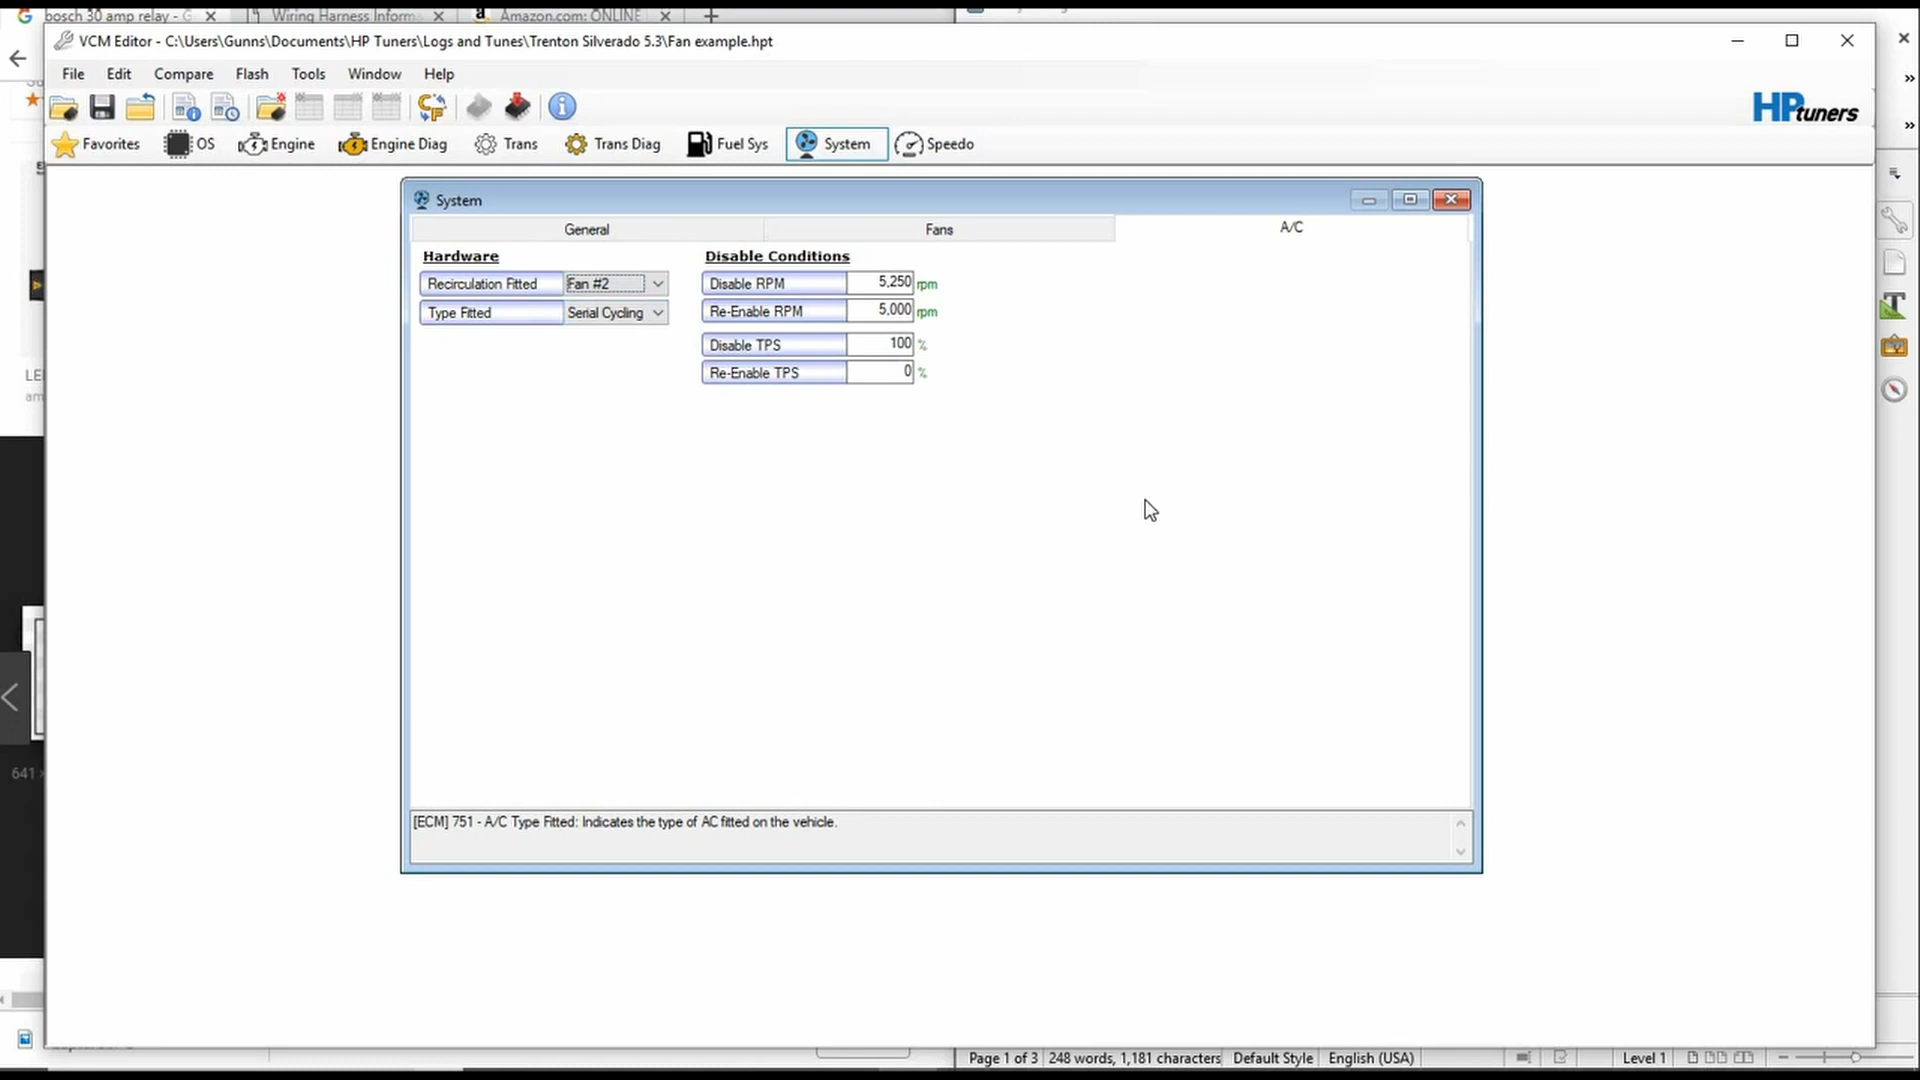 bosch 30 amp relay - G
Wiring Harness Inform
Amazon.com: ONLINE
VCM Editor - C:\Users\Gunns\Documents\HP Tuners\Logs and Tunes\Trenton Silverado 5.3\Fan example.hpt
File Edit Compare Flash Tools Window Help
HPtuners
Favorites OS Engine Engine Diag Trans Trans Diag Fuel Sys System Speedo
System
General Fans A/C
Hardware Disable Conditions
Recirculation Fitted Fan #2 Disable RPM 5,250 rpm
Type Fitted Serial Cycling Re-Enable RPM 5,000 rpm
Disable TPS 100 %
Re-Enable TPS 0 %
LE
am
641
[ECM] 751 - A/C Type Fitted: Indicates the type of AC fitted on the vehicle.
Page 1 of 3 248 words, 1,181 characters Default Style English (USA) Level 1